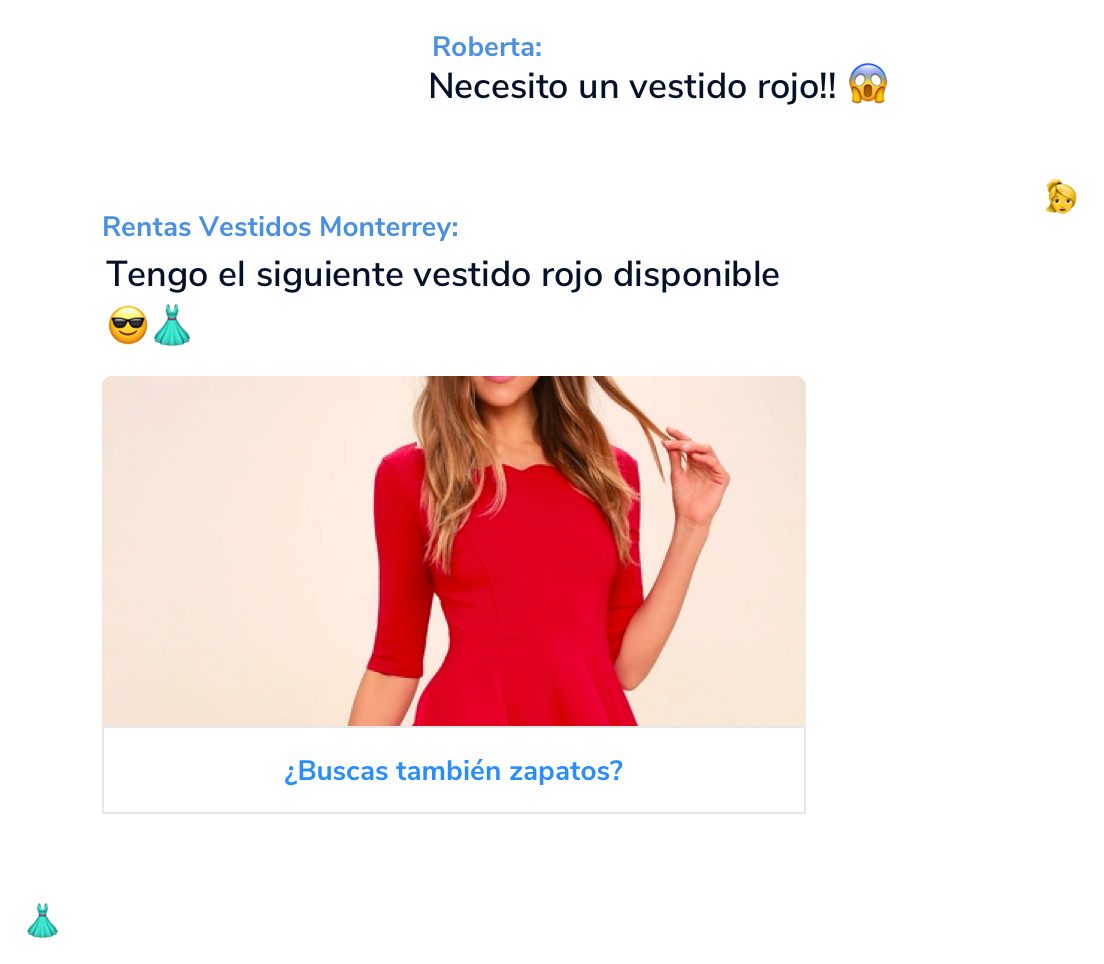 Roberta:
Necesito un vestido rojo!! 😱
Rentas Vestidos Monterrey:
Tengo el siguiente vestido rojo disponible
😎👗
¿Buscas también zapatos?